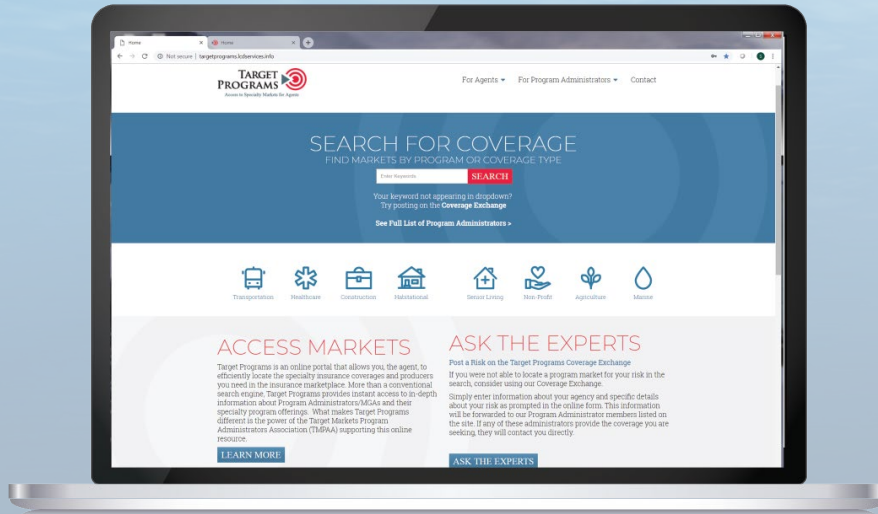 Home
Home
Not secure | targetprograms.lcdservices.info
TARGET
PROGRAMS
Access to Specialty Markets for Agents
For Agents
For Program Administrators
Contact
SEARCH FOR COVERAGE
FIND MARKETS BY PROGRAM OR COVERAGE TYPE
Enter Keywords
SEARCH
Your keyword not appearing in dropdown?
Try posting on the Coverage Exchange
See Full List of Program Administrators >
Transportation
Healthcare
Construction
Habitational
Senior Living
Non-Profit
Agriculture
Marine
ACCESS MARKETS
Target Programs is an online portal that allows you, the agent, to
efficiently locate the specialty insurance coverages and producers
you need in the insurance marketplace. More than a conventional
search engine, Target Programs provides instant access to in-depth
information about Program Administrators/MGAs and their
specialty program offerings. What makes Target Programs
different is the power of the Target Markets Program
Administrators Association (TMPAA) supporting this online
resource.
LEARN MORE
ASK THE EXPERTS
Post a Risk on the Target Programs Coverage Exchange
If you were not able to locate a program market for your risk in the
search, consider using our Coverage Exchange.
Simply enter information about your agency and specific details
about your risk as prompted in the online form. This information
will be forwarded to our Program Administrator members listed on
the site. If any of these administrators provide the coverage you are
seeking, they will contact you directly.
ASK THE EXPERTS